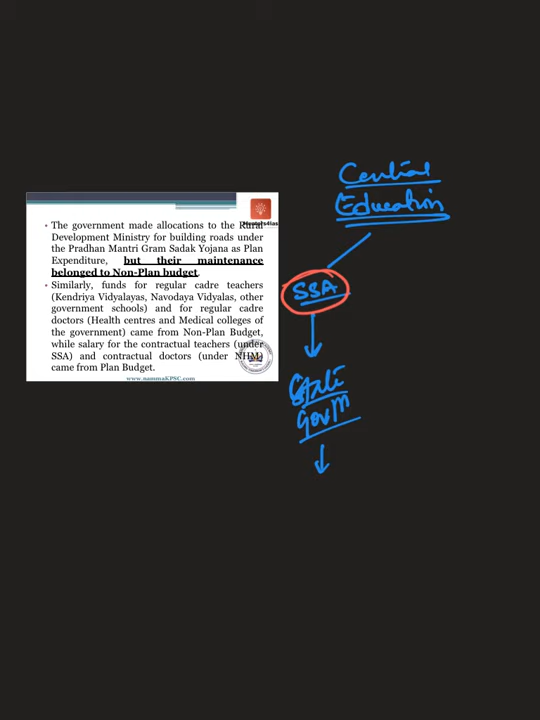 Central
Education
• The government made allocations to the Rural
Development Ministry for building roads under
the Pradhan Mantri Gram Sadak Yojana as Plan
Expenditure, but their maintenance
belonged to Non-Plan budget.
• Similarly, funds for regular cadre teachers
(Kendriya Vidyalayas, Navodaya Vidyalas, other
government schools) and for regular cadre
doctors (Health centres and Medical colleges of
the government) came from Non-Plan Budget,
while salary for the contractual teachers (under
SSA) and contractual doctors (under NHM)
came from Plan Budget.
www.nammaKPSC.com
SSA
State
Govt